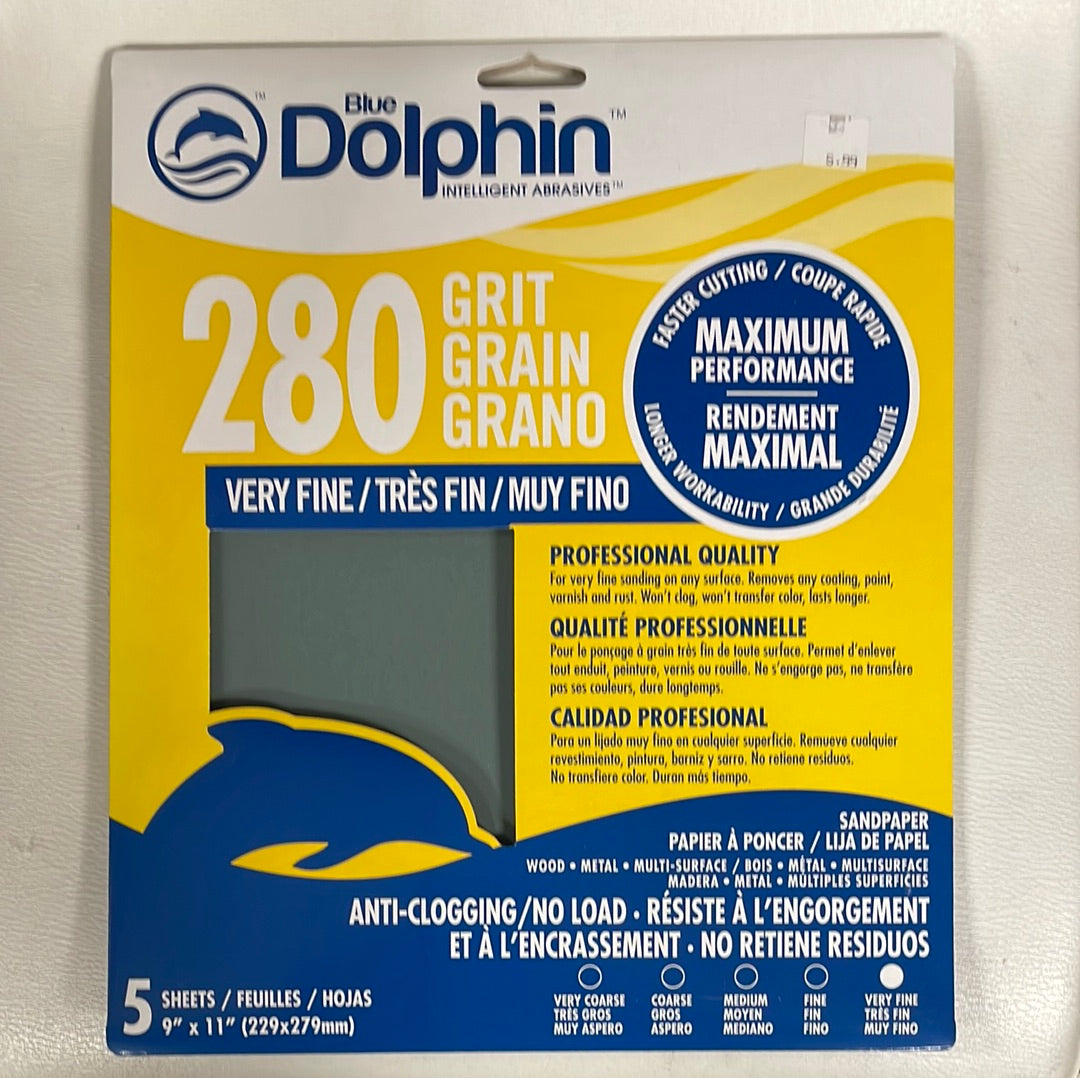 Blue
Dolphin™
INTELLIGENT ABRASIVES™
TM
280
GRIT
GRAIN
GRANO
FASTER CUTTING / COUPE RAPIDE
MAXIMUM
PERFORMANCE
RENDEMENT
MAXIMAL
LONGER WORKABILITY / GRANDE DURABILITÉ
VERY FINE / TRÈS FIN / MUY FINO
PROFESSIONAL QUALITY
For very fine sanding on any surface. Removes any coating, paint,
varnish and rust. Won't clog, won't transfer color, lasts longer.
QUALITÉ PROFESSIONNELLE
Pour le ponçage à grain très fin de toute surface. Permet d'enlever
tout enduit, peinture, vernis ou rouille. Ne s'engorge pas, ne transfère
pas ses couleurs, dure longtemps.
CALIDAD PROFESIONAL
Para un lijado muy fino en cualquier superficie. Remueve cualquier
revestimiento, pintura, barniz y sarro. No retiene residuos.
No transfiere color. Duran más tiempo.
SANDPAPER
PAPIER À PONCER / LIJA DE PAPEL
WOOD • METAL • MULTI-SURFACE / BOIS • MÉTAL • MULTISURFACE
MADERA • METAL • MÚLTIPLES SUPERFICIES
ANTI-CLOGGING/NO LOAD • RÉSISTE À L'ENGORGEMENT
ET À L'ENCRASSEMENT • NO RETIENE RESIDUOS
5 SHEETS / FEUILLES / HOJAS
9" x 11" (229x279mm)
VERY COARSE
TRÈS GROS
MUY ASPERO
COARSE
GROS
ASPERO
MEDIUM
MOYEN
MEDIANO
FINE
FIN
FINO
VERY FINE
TRÈS FIN
MUY FINO